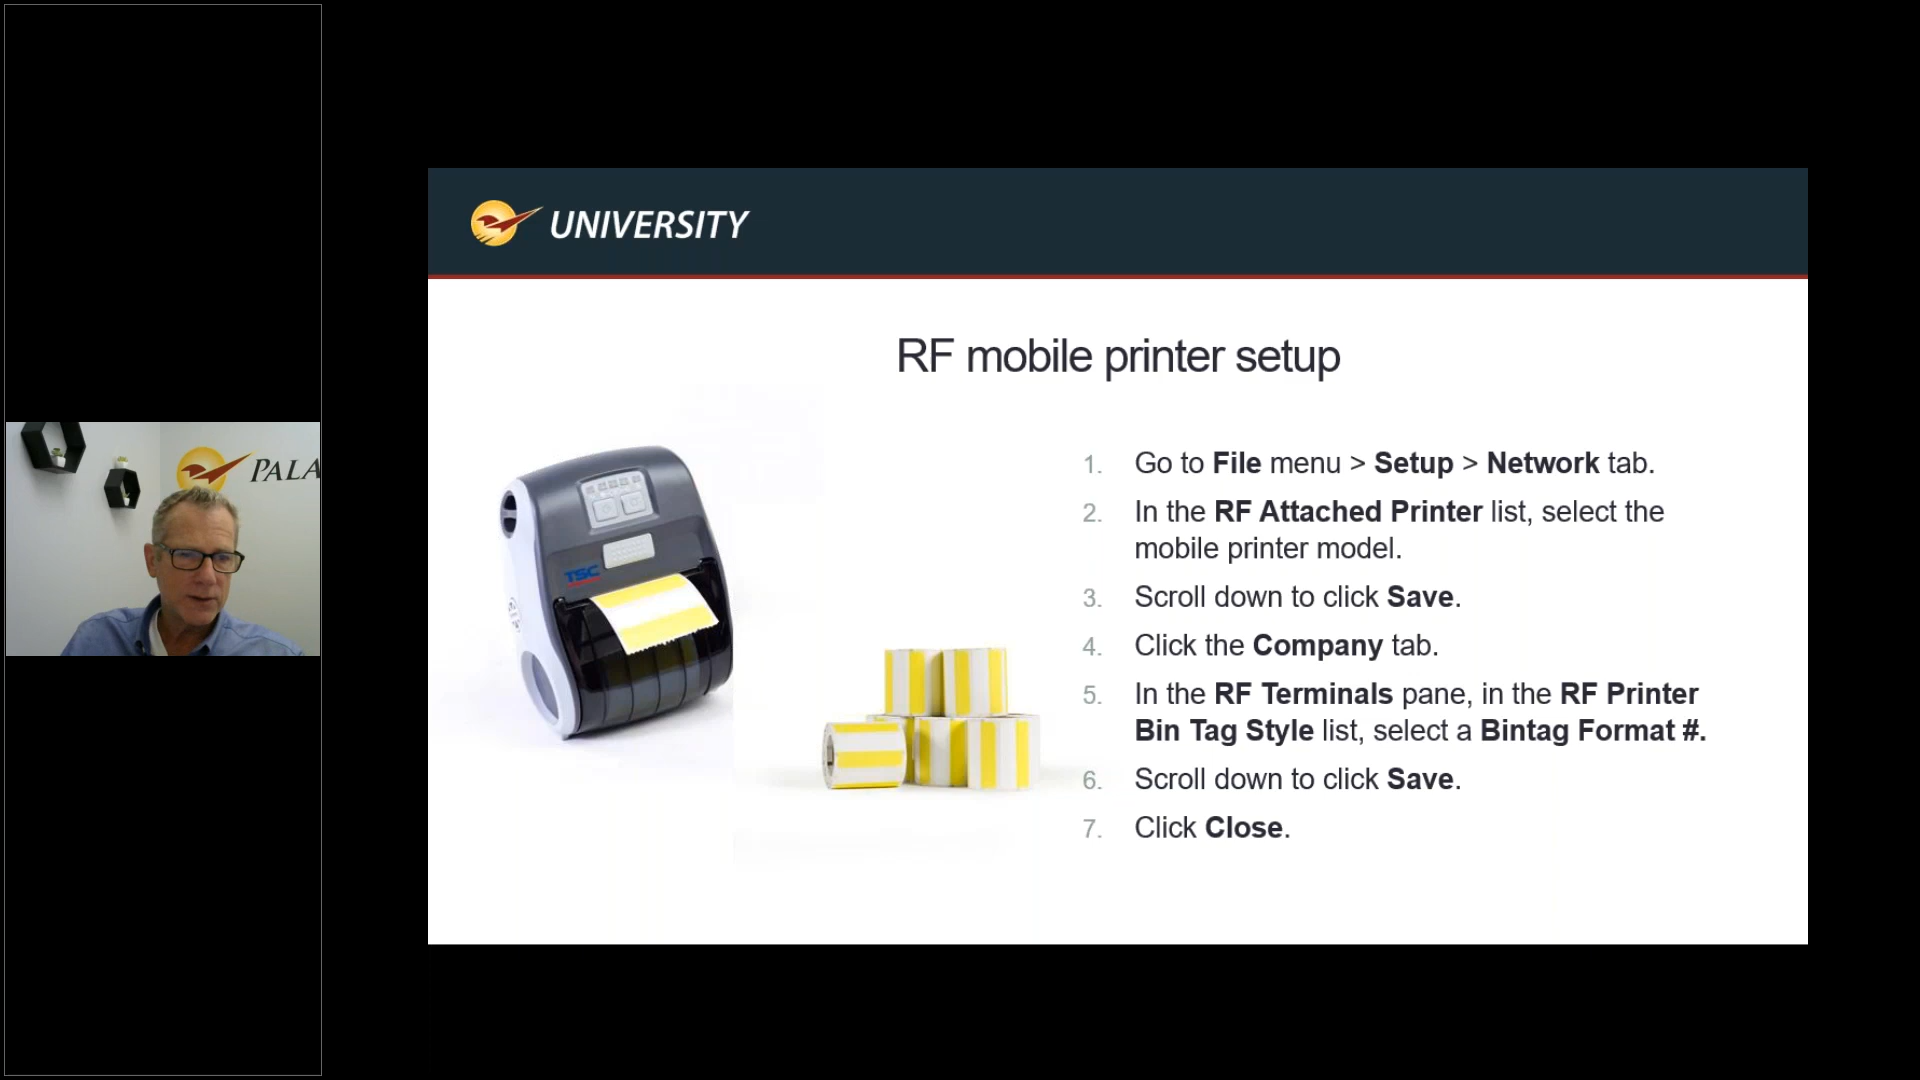 UNIVERSITY
RF mobile printer setup
PALA
TSC
1. Go to File menu > Setup > Network tab.
2. In the RF Attached Printer list, select the
mobile printer model.
3. Scroll down to click Save.
4. Click the Company tab.
5. In the RF Terminals pane, in the RF Printer
Bin Tag Style list, select a Bintag Format #.
6. Scroll down to click Save.
7. Click Close.